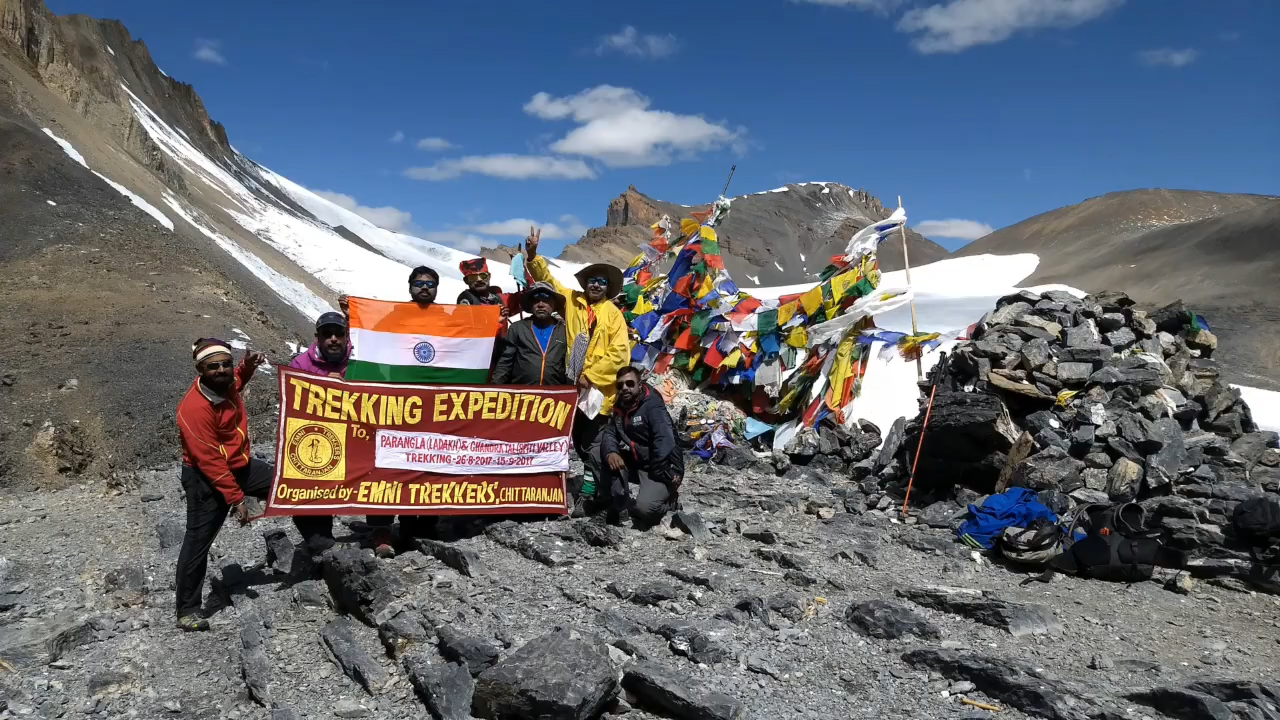 TREKKING EXPEDITION
To,
PARANGLA (LADAKH) & CHANDRA TAL (SPITI VALLEY)
TREKKING-26-8-2017-15-9-2017
CHITTARANJAN
Organised by-EMNI TREKKERS', CHITTARANJAN